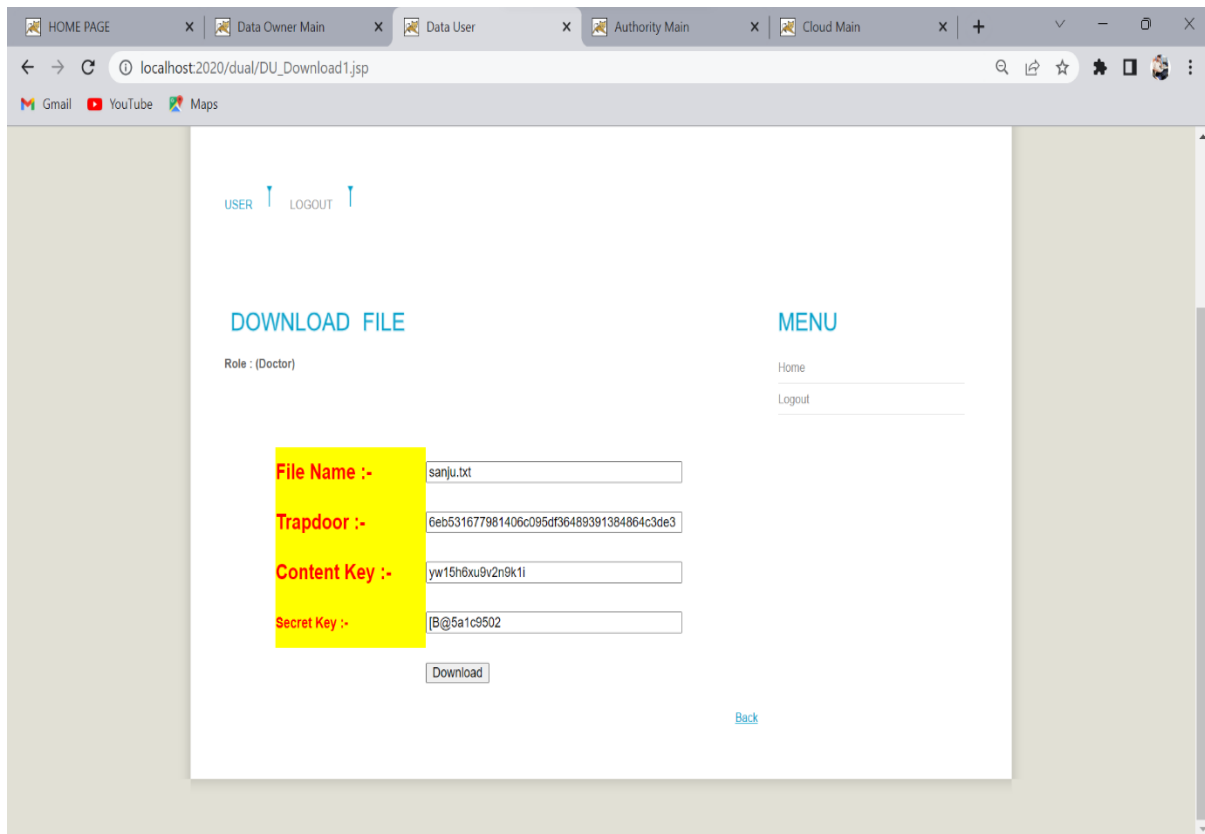 HOME PAGE Data Owner Main Data User Authority Main Cloud Main
localhost:2020/dual/DU_Download1.jsp
Gmail YouTube Maps
USER LOGOUT
DOWNLOAD FILE
Role : (Doctor)
MENU
Home
Logout
File Name :- sanju.txt
Trapdoor :- 6eb531677981406c095df36489391384864c3de3
Content Key :- yw15h6xu9v2n9k1i
Secret Key :- [B@5a1c9502
Download
Back